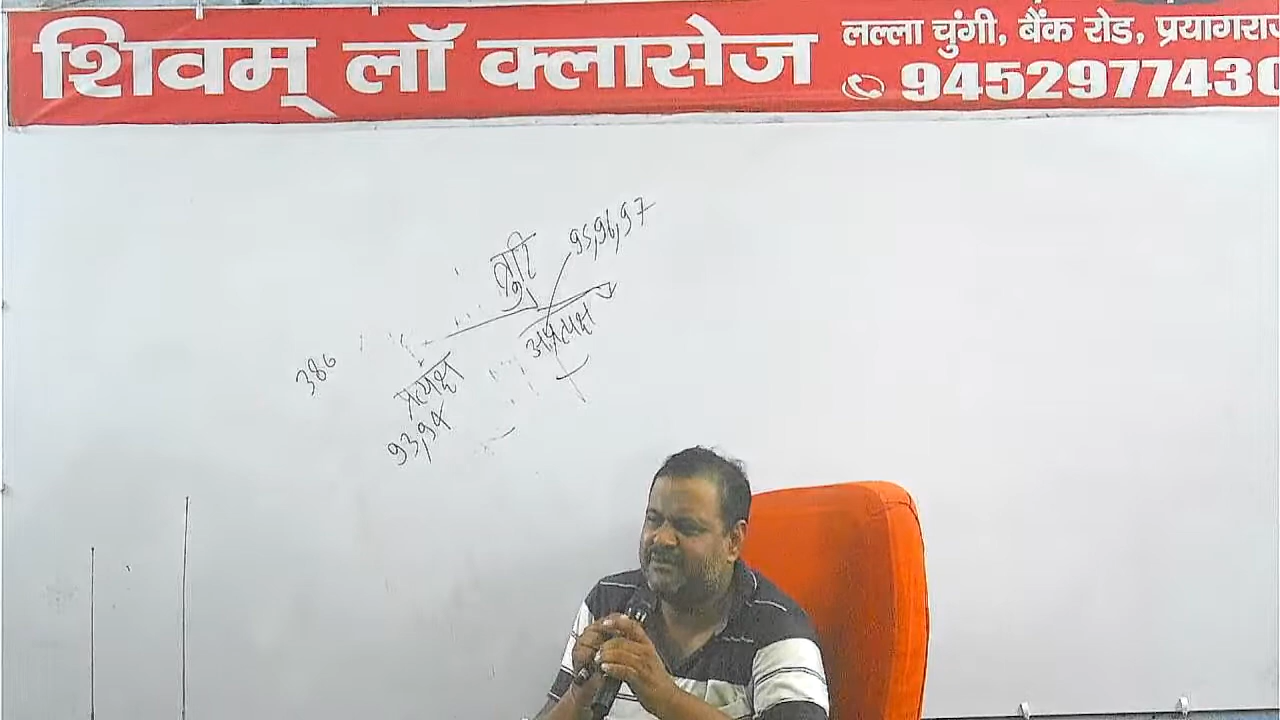 शिवम् लॉ क्लासेज
लल्ला चुंगी, बैंक रोड, प्रयागराज
9452977430
95,96,97
त्रुटि
अप्रत्यक्ष
386
प्रत्यक्ष
93,94